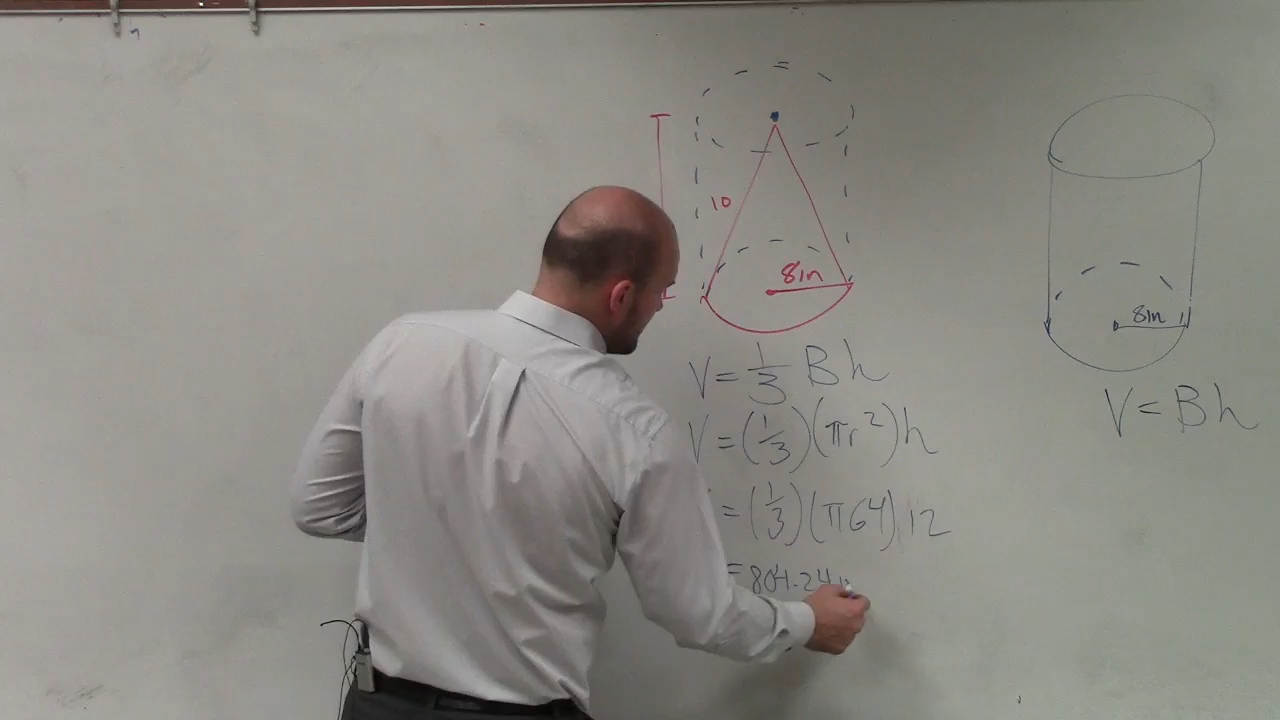 10
8in
V = 1/3 Bh
V = (1/3)(πr²)h
= (1/3)(π64)12
= 804.24
8in
V = Bh